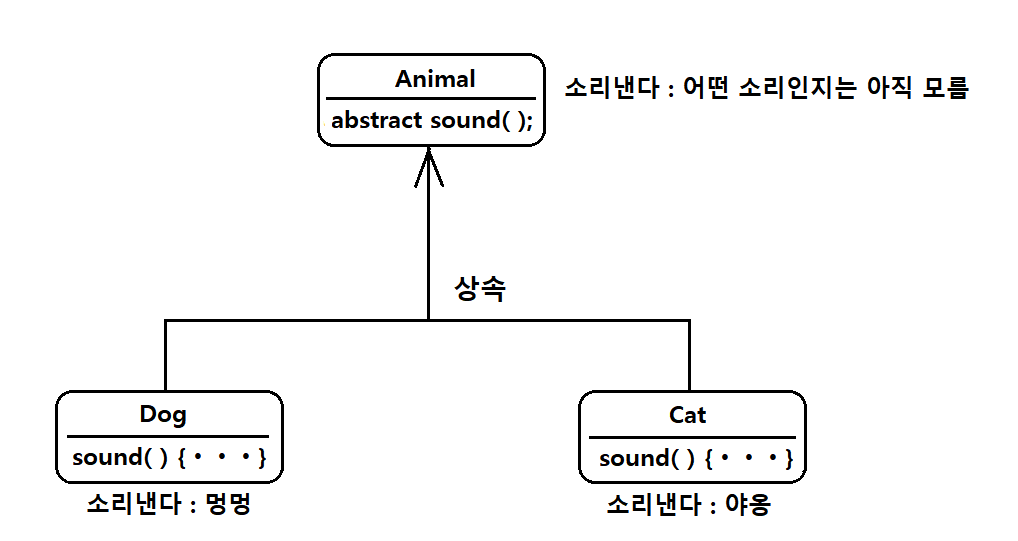 Animal
abstract sound( );
소리낸다 : 어떤 소리인지는 아직 모름
상속
Dog
sound( ) {· · ·}
소리낸다 : 멍멍
Cat
sound( ) {· · ·}
소리낸다 : 야옹